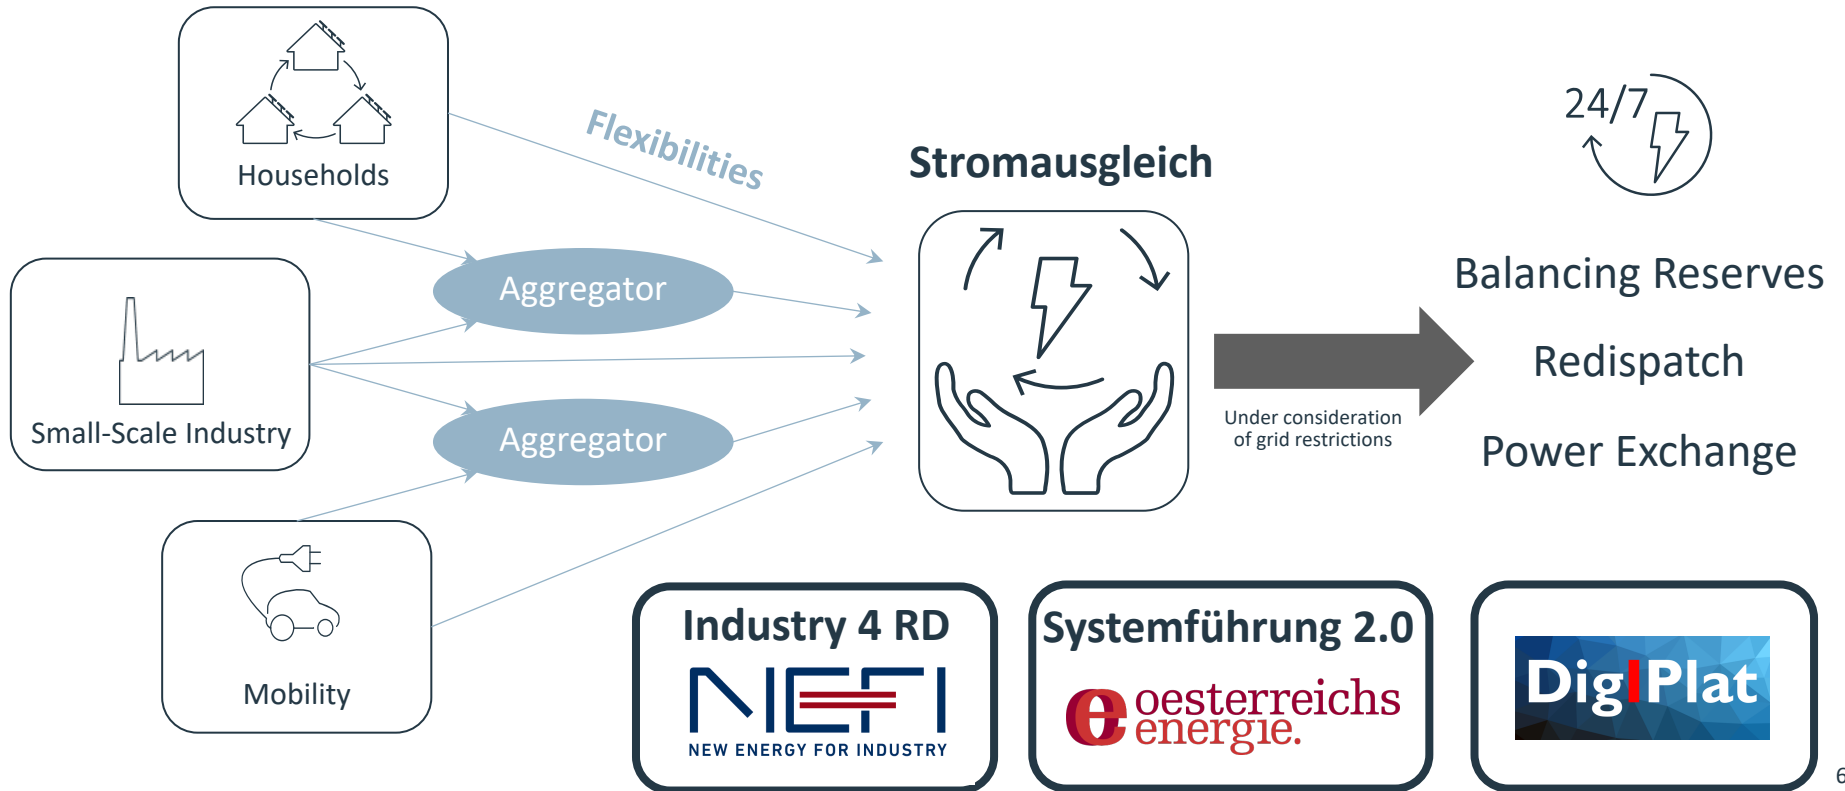 Households
Small-Scale Industry
Mobility
Flexibilities
Aggregator
Aggregator
Stromausgleich
Under consideration
of grid restrictions
24/7
Balancing Reserves
Redispatch
Power Exchange
Industry 4 RD
NEFI
NEW ENERGY FOR INDUSTRY
Systemführung 2.0
oesterreichs
energie.
DigIPlat
6